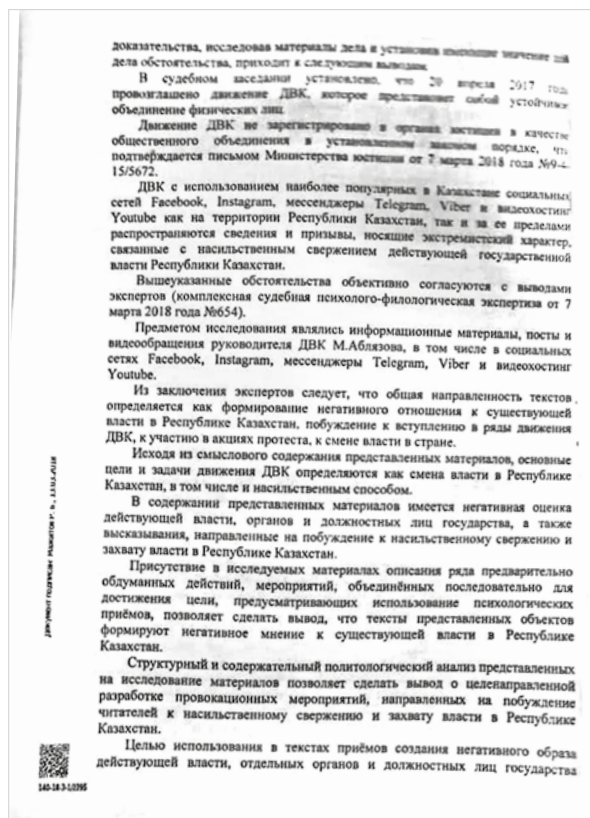 доказательства, исследовав материалы дела и установив имеющие значение для
дела обстоятельства, приходит к следующим выводам.
В судебном заседании установлено, что 20 апреля 2017 года
провозглашено движение ДВК, которое представляет собой устойчивое
объединение физических лиц.
Движение ДВК не зарегистрировано в органах юстиции в качестве
общественного объединения в установленном законом порядке, что
подтверждается письмом Министерства юстиции от 7 марта 2018 года №9-4-
15/5672.
ДВК с использованием наиболее популярных в Казахстане социальных
сетей Facebook, Instagram, мессенджеры Telegram, Viber и видеохостинг
Youtube как на территории Республики Казахстан, так и за ее пределами
распространяются сведения и призывы, носящие экстремистский характер,
связанные с насильственным свержением действующей государственной
власти Республики Казахстан.
Вышеуказанные обстоятельства объективно согласуются с выводами
экспертов (комплексная судебная психолого-филологическая экспертиза от 7
марта 2018 года №654).
Предметом исследования являлись информационные материалы, посты и
видеообращения руководителя ДВК М.Аблязова, в том числе в социальных
сетях Facebook, Instagram, мессенджеры Telegram, Viber и видеохостинг
Youtube.
Из заключения экспертов следует, что общая направленность текстов
определяется как формирование негативного отношения к существующей
власти в Республике Казахстан, побуждение к вступлению в ряды движения
ДВК, к участию в акциях протеста, к смене власти в стране.
Исходя из смыслового содержания представленных материалов, основные
цели и задачи движения ДВК определяются как смена власти в Республике
Казахстан, в том числе и насильственным способом.
В содержании представленных материалов имеется негативная оценка
действующей власти, органов и должностных лиц государства, а также
высказывания, направленные на побуждение к насильственному свержению и
захвату власти в Республике Казахстан.
Присутствие в исследуемых материалах описания ряда предварительно
обдуманных действий, мероприятий, объединённых последовательно для
достижения цели, предусматривающих использование психологических
приёмов, позволяет сделать вывод, что тексты представленных объектов
формируют негативное мнение к существующей власти в Республике
Казахстан.
Структурный и содержательный политологический анализ представленных
на исследование материалов позволяет сделать вывод о целенаправленной
разработке провокационных мероприятий, направленных на побуждение
читателей к насильственному свержению и захвату власти в Республике
Казахстан.
Целью использования в текстах приёмов создания негативного образа
действующей власти, отдельных органов и должностных лиц государства
Документ подписан: Мажитов Р. Б., 13.03.2018